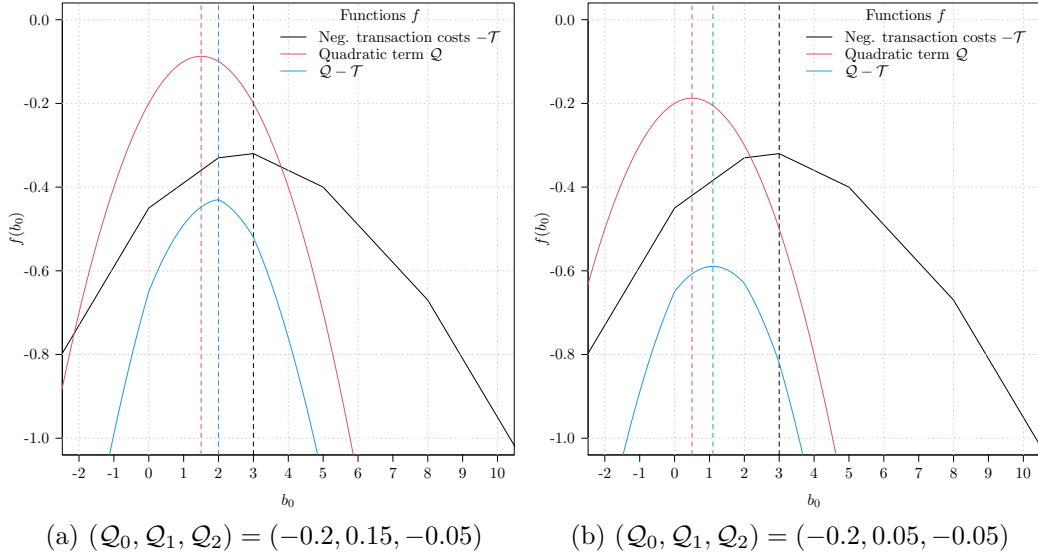 Functions f
Neg. transaction costs −𝒯
Quadratic term 𝒬
𝒬 − 𝒯
0.0
-0.2
-0.4
-0.6
-0.8
-1.0
f(b₀)
-2 -1 0 1 2 3 4 5 6 7 8 9 10
b₀
(a) (𝒬₀, 𝒬₁, 𝒬₂) = (−0.2, 0.15, −0.05)
Functions f
Neg. transaction costs −𝒯
Quadratic term 𝒬
𝒬 − 𝒯
0.0
-0.2
-0.4
-0.6
-0.8
-1.0
f(b₀)
-2 -1 0 1 2 3 4 5 6 7 8 9 10
b₀
(b) (𝒬₀, 𝒬₁, 𝒬₂) = (−0.2, 0.05, −0.05)